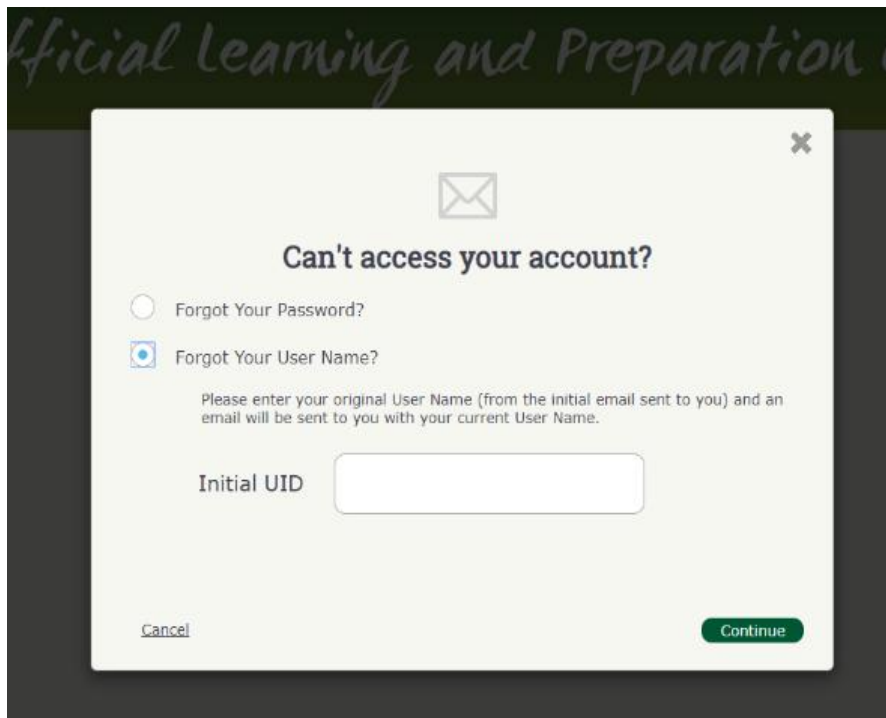 fficial Learning and Preparation
Can't access your account?
Forgot Your Password?
Forgot Your User Name?
Please enter your original User Name (from the initial email sent to you) and an
email will be sent to you with your current User Name.
Initial UID
Cancel
Continue